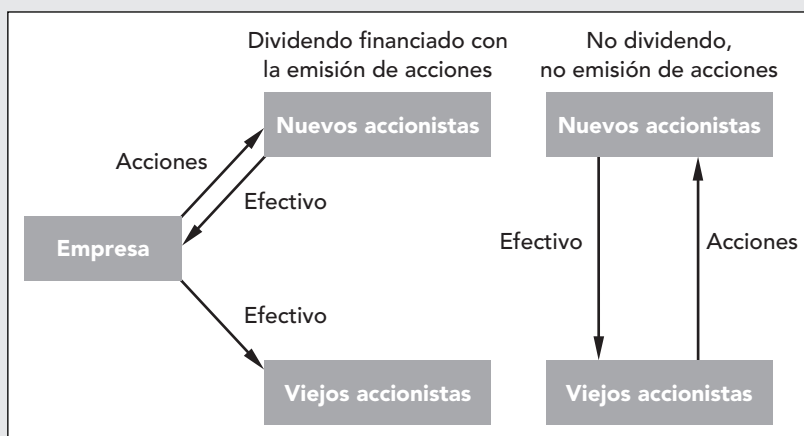 Dividendo financiado con
la emisión de acciones
Nuevos accionistas
Acciones
Efectivo
Empresa
Efectivo
Viejos accionistas
No dividendo,
no emisión de acciones
Nuevos accionistas
Efectivo
Acciones
Viejos accionistas